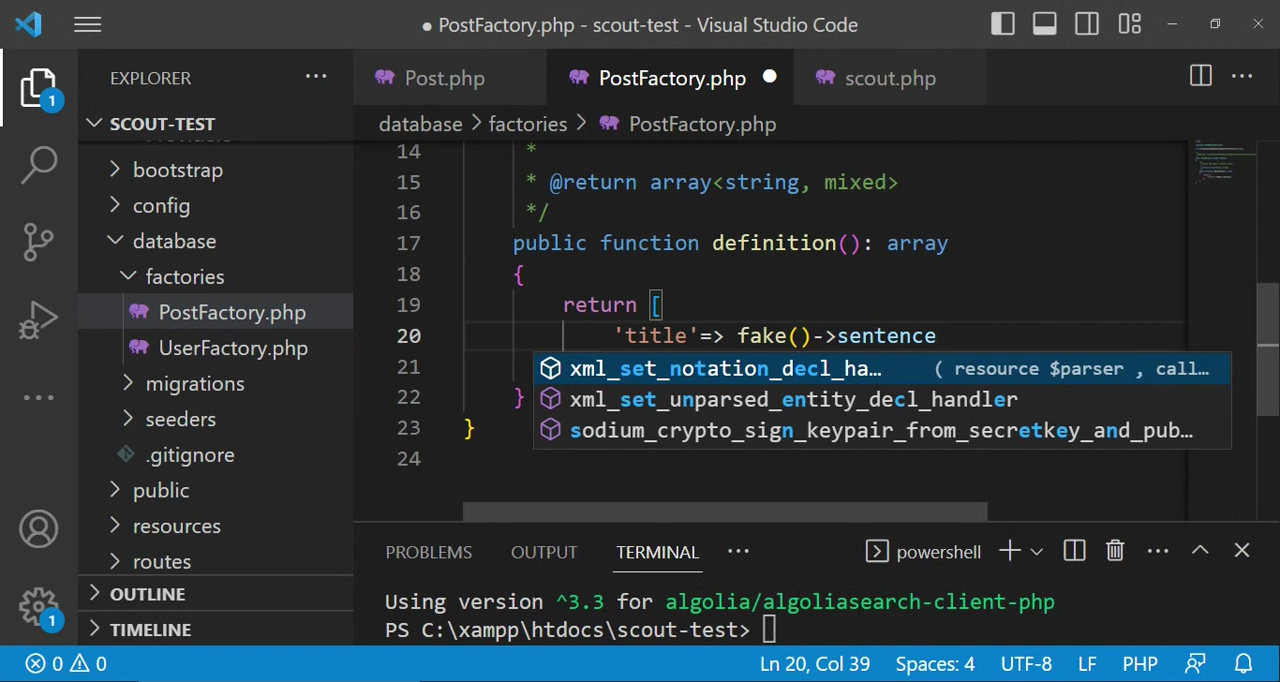 ● PostFactory.php - scout-test - Visual Studio Code
EXPLORER
SCOUT-TEST
bootstrap
config
database
factories
PostFactory.php
UserFactory.php
migrations
seeders
.gitignore
public
resources
routes
OUTLINE
TIMELINE
1
1
Post.php
PostFactory.php
scout.php
database > factories > PostFactory.php
14 *
15 * @return array<string, mixed>
16 */
17 public function definition(): array
18 {
19 return [
20 'title'=> fake()->sentence
21
22 }
23 }
24
xml_set_notation_decl_ha… ( resource $parser , call…
xml_set_unparsed_entity_decl_handler
sodium_crypto_sign_keypair_from_secretkey_and_pub…
PROBLEMS OUTPUT TERMINAL ··· powershell
Using version ^3.3 for algolia/algoliasearch-client-php
PS C:\xampp\htdocs\scout-test>
0 0 Ln 20, Col 39 Spaces: 4 UTF-8 LF PHP